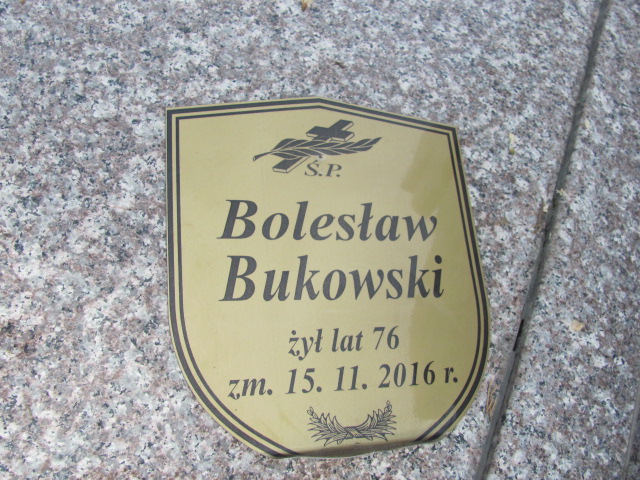 Ś.P.
Bolesław
Bukowski
żył lat 76
zm. 15. 11. 2016 r.